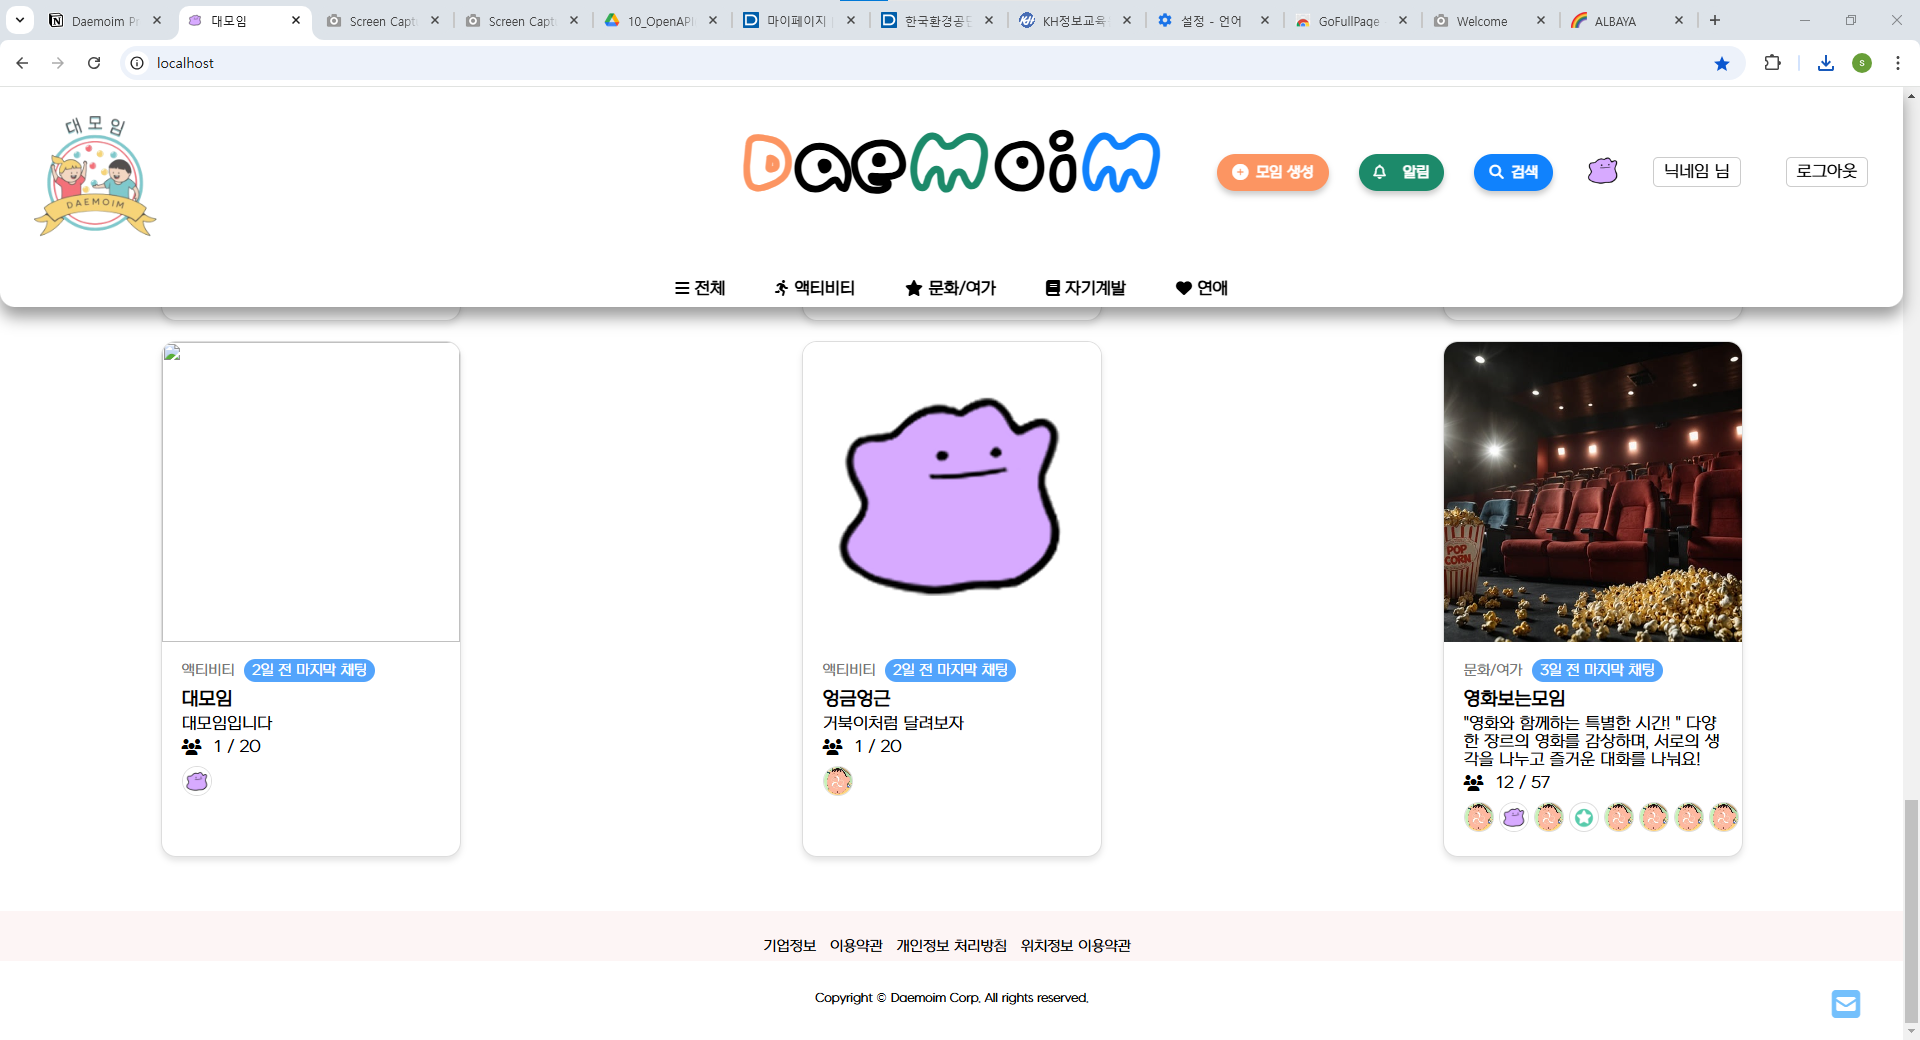 Daemoim Pr
대모임
Screen Capt
Screen Capt
10_OpenAPI
마이페이지
한국환경공단
KH정보교육
설정 - 언어
GoFullPage
Welcome
ALBAYA
localhost
S
대모임
DAEMOIM
DaeMoiM
모임 생성
알림
검색
닉네임 님
로그아웃
전체
액티비티
문화/여가
자기계발
연애
액티비티
2일 전 마지막 채팅
대모임
대모임입니다
1 / 20
액티비티
2일 전 마지막 채팅
엉금엉근
거북이처럼 달려보자
1 / 20
POP
CORN
문화/여가
3일 전 마지막 채팅
영화보는모임
"영화와 함께하는 특별한 시간! " 다양
한 장르의 영화를 감상하며, 서로의 생
각을 나누고 즐거운 대화를 나눠요!
12 / 57
기업정보
이용약관
개인정보 처리방침
위치정보 이용약관
Copyright © Daemoim Corp. All rights reserved.